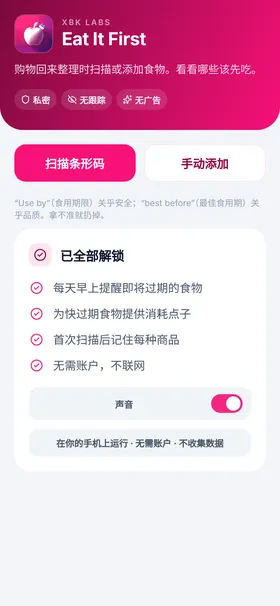 XBK LABS
Eat It First
购物回来整理时扫描或添加食物。看看哪些该先吃。
私密
无跟踪
无广告
扫描条形码
手动添加
“Use by”（食用期限）关乎安全；“best before”（最佳食用期）关
乎品质。拿不准就扔掉。
已全部解锁
每天早上提醒即将过期的食物
为快过期食物提供消耗点子
首次扫描后记住每种商品
无需账户，不联网
声音
在你的手机上运行 · 无需账户 · 不收集数据